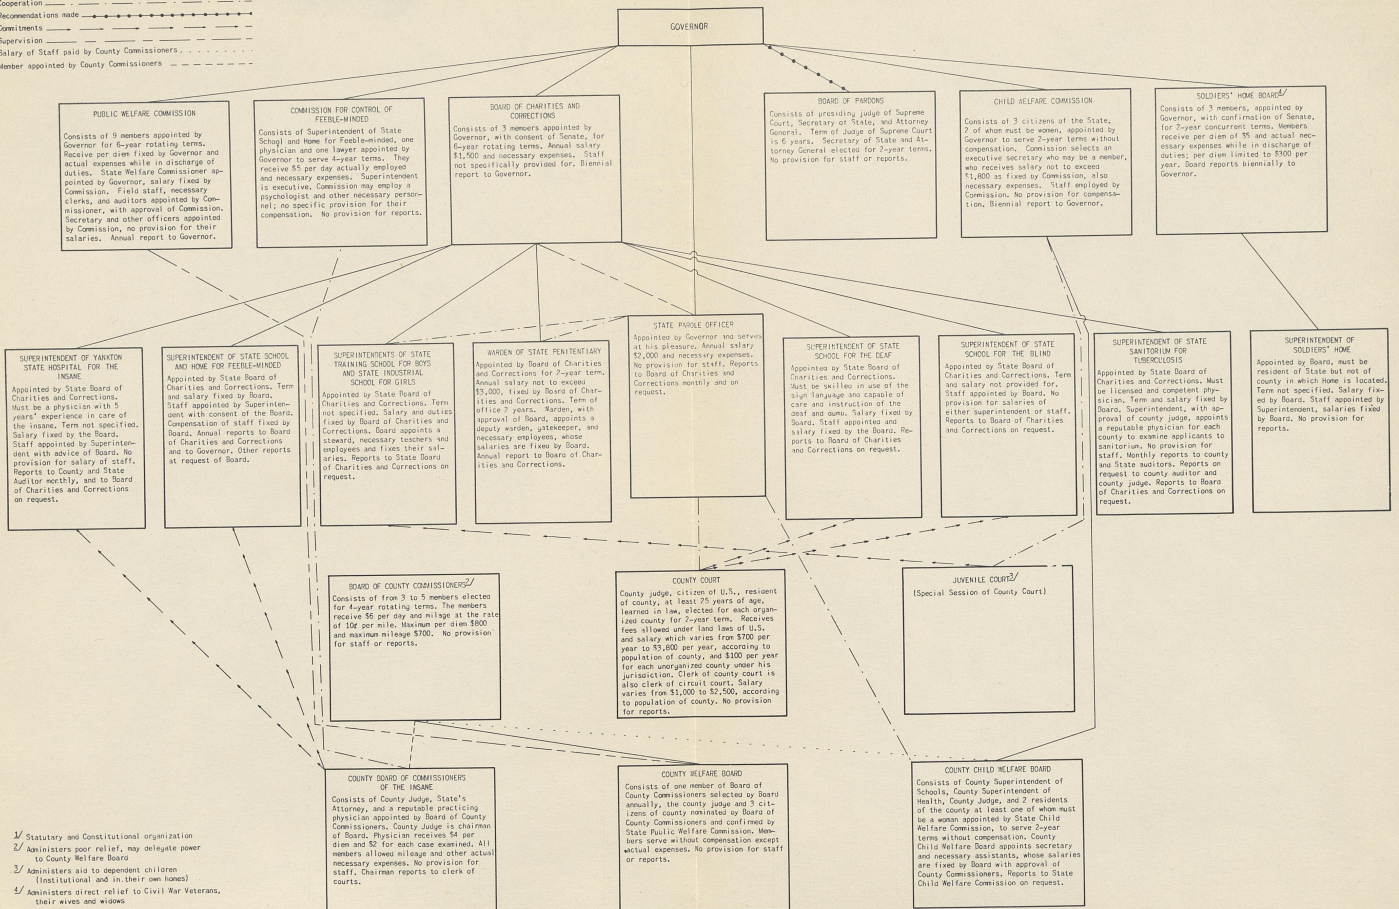 Cooperation
Recommendations made
Commitments
Supervision
Salary of Staff paid by County Commissioners
Member appointed by County Commissioners
GOVERNOR
PUBLIC WELFARE COMMISSION
Consists of 9 members appointed by
Governor for 6-year rotating terms.
Receive per diem fixed by Governor and
actual expenses while in discharge of
duties. State Welfare Commissioner ap-
pointed by Governor, salary fixed by
Commission. Field staff, necessary
clerks, and auditors appointed by Com-
missioner, with approval of Commission.
Secretary and other officers appointed
by Commission, no provision for their
salaries. Annual report to Governor.
COMMISSION FOR CONTROL OF
FEEBLE-MINDED
Consists of Superintendent of State
School and Home for Feeble-minded, one
physician and one lawyer appointed by
Governor to serve 4-year terms. They
receive $5 per day actually employed
and necessary expenses. Superintendent
is executive. Commission may employ a
psychologist and other necessary person-
nel; no specific provision for their
compensation. No provision for reports.
BOARD OF CHARITIES AND
CORRECTIONS
Consists of 3 members appointed by
Governor, with consent of Senate, for
6-year rotating terms. Annual salary
$1,500 and necessary expenses. Staff
not specifically provided for. Biennial
report to Governor.
BOARD OF PARDONS
Consists of presiding judge of Supreme
Court, Secretary of State, and Attorney
General. Term of Judge of Supreme Court
is 6 years. Secretary of State and At-
torney General elected for 2-year terms.
No provision for staff or reports.
CHILD WELFARE COMMISSION
Consists of 3 citizens of the State,
2 of whom must be women, appointed by
Governor to serve 2-year terms without
compensation. Commission selects an
executive secretary who may be a member,
who receives salary not to exceed
$1,800 as fixed by Commission, also
necessary expenses. Staff employed by
Commission. No provision for compensa-
tion. Biennial report to Governor.
SOLDIERS' HOME BOARD 4/
Consists of 3 members, appointed by
Governor, with confirmation of Senate,
for 2-year concurrent terms. Members
receive per diem of $5 and actual nec-
essary expenses while in discharge of
duties; per diem limited to $300 per
year. Board reports biennially to
Governor.
SUPERINTENDENT OF YANKTON
STATE HOSPITAL FOR THE
INSANE
Appointed by State Board of
Charities and Corrections.
Must be a physician with 5
years' experience in care of
the insane. Term not specified.
Salary fixed by the Board.
Staff appointed by Superinten-
dent with advice of Board. No
provision for salary of staff.
Reports to County and State
Auditor monthly, and to Board
of Charities and Corrections
on request.
SUPERINTENDENT OF STATE SCHOOL
AND HOME FOR FEEBLE-MINDED
Appointed by State Board of
Charities and Corrections. Term
and salary fixed by Board.
Staff appointed by Superinten-
dent with consent of the Board.
Compensation of staff fixed by
Board. Annual reports to Board
of Charities and Corrections
and to Governor. Other reports
at request of Board.
SUPERINTENDENTS OF STATE
TRAINING SCHOOL FOR BOYS
AND STATE INDUSTRIAL
SCHOOL FOR GIRLS
Appointed by State Board of
Charities and Corrections. Term
not specified. Salary and duties
fixed by Board of Charities and
Corrections. Board appoints a
steward, necessary teachers and
employees and fixes their sal-
aries. Reports to State Board
of Charities and Corrections on
request.
WARDEN OF STATE PENITENTIARY
Appointed by Board of Charities
and Corrections for 2-year term.
Annual salary not to exceed
$3,000, fixed by Board of Char-
ities and Corrections. Term of
office 2 years. Warden, with
approval of Board, appoints a
deputy warden, gatekeeper, and
necessary employees, whose
salaries are fixed by Board.
Annual report to Board of Char-
ities and Corrections.
STATE PAROLE OFFICER
Appointed by Governor and serves
at his pleasure. Annual salary
$2,000 and necessary expenses.
No provision for staff. Reports
to Board of Charities and
Corrections monthly and on
request.
SUPERINTENDENT OF STATE
SCHOOL FOR THE DEAF
Appointed by State Board of
Charities and Corrections.
Must be skilled in use of the
sign language and capable of
care and instruction of the
deaf and dumb. Salary fixed by
Board. Staff appointed and
salary fixed by the Board. Re-
ports to Board of Charities
and Corrections on request.
SUPERINTENDENT OF STATE
SCHOOL FOR THE BLIND
Appointed by State Board of
Charities and Corrections. Term
and salary not provided for.
Staff appointed by Board. No
provision for salaries of
either superintendent or staff.
Reports to Board of Charities
and Corrections on request.
SUPERINTENDENT OF STATE
SANITORIUM FOR
TUBERCULOSIS
Appointed by State Board of
Charities and Corrections. Must
be licensed and competent phy-
sician. Term and salary fixed by
Board. Superintendent, with ap-
proval of county judge, appoints
a reputable physician for each
county to examine applicants to
sanitorium. No provision for
staff. Monthly reports to county
and State auditors. Reports on
request to county auditor and
county judge. Reports to Board
of Charities and Corrections on
request.
SUPERINTENDENT OF
SOLDIERS' HOME
Appointed by Board, must be
resident of State but not of
county in which Home is located.
Term not specified. Salary fix-
ed by Board. Staff appointed by
Superintendent, salaries fixed
by Board. No provision for
reports.
BOARD OF COUNTY COMMISSIONERS 2/
Consists of from 3 to 5 members elected
for 4-year rotating terms. The members
receive $6 per day and milage at the rate
of 10¢ per mile. Maximum per diem $800
and maximum mileage $700. No provision
for staff or reports.
COUNTY COURT
County judge, citizen of U.S., resident
of county, at least 25 years of age,
learned in law, elected for each organ-
ized county for 2-year term. Receives
fees allowed under land laws of U.S.
and salary which varies from $700 per
year to $3,800 per year, according to
population of county, and $100 per year
for each unorganized county under his
jurisdiction. Clerk of county court is
also clerk of circuit court. Salary
varies from $1,000 to $2,500, according
to population of county. No provision
for reports.
JUVENILE COURT 3/
(Special Session of County Court)
COUNTY BOARD OF COMMISSIONERS
OF THE INSANE
Consists of County Judge, State's
Attorney, and a reputable practicing
physician appointed by Board of County
Commissioners. County Judge is chairman
of Board. Physician receives $4 per
diem and $2 for each case examined. All
members allowed mileage and other actual
necessary expenses. No provision for
staff. Chairman reports to clerk of
courts.
COUNTY WELFARE BOARD
Consists of one member of Board of
County Commissioners selected by Board
annually, the county judge and 3 cit-
izens of county nominated by Board of
County Commissioners and confirmed by
State Public Welfare Commission. Mem-
bers serve without compensation except
actual expenses. No provision for staff
or reports.
COUNTY CHILD WELFARE BOARD
Consists of County Superintendent of
Schools, County Superintendent of
Health, County Judge, and 2 residents
of the county at least one of whom must
be a woman appointed by State Child
Welfare Commission, to serve 2-year
terms without compensation. County
Child Welfare Board appoints secretary
and necessary assistants, whose salaries
are fixed by Board with approval of
County Commissioners. Reports to State
Child Welfare Commission on request.
1/ Statutary and Constitutional organization
2/ Administers poor relief, may delegate power
to County Welfare Board
3/ Administers aid to dependent children
(Institutional and in their own homes)
4/ Administers direct relief to Civil War Veterans,
their wives and widows